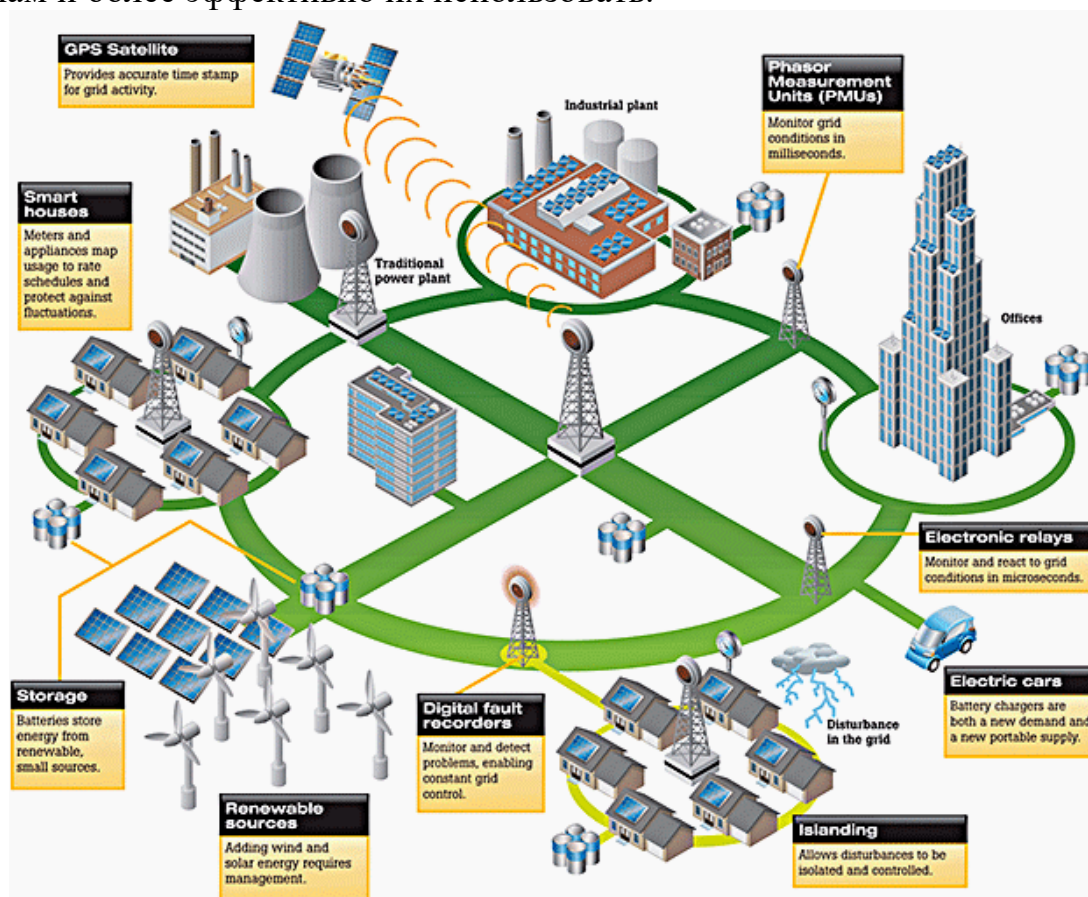 более эффективно их использовать.
GPS Satellite
Provides accurate time stamp
for grid activity.
Industrial plant
Phasor
Measurement
Units (PMUs)
Monitor grid
conditions in
milliseconds.
Smart
houses
Meters and
appliances map
usage to rate
schedules and
protect against
fluctuations.
Traditional
power plant
Offices
Electronic relays
Monitor and react to grid
conditions in microseconds.
Storage
Batteries store
energy from
renewable,
small sources.
Digital fault
recorders
Monitor and detect
problems, enabling
constant grid
control.
Disturbance
in the grid
Electric cars
Battery chargers are
both a new demand and
a new portable supply.
Renewable
sources
Adding wind and
solar energy requires
management.
Islanding
Allows disturbances to be
isolated and controlled.